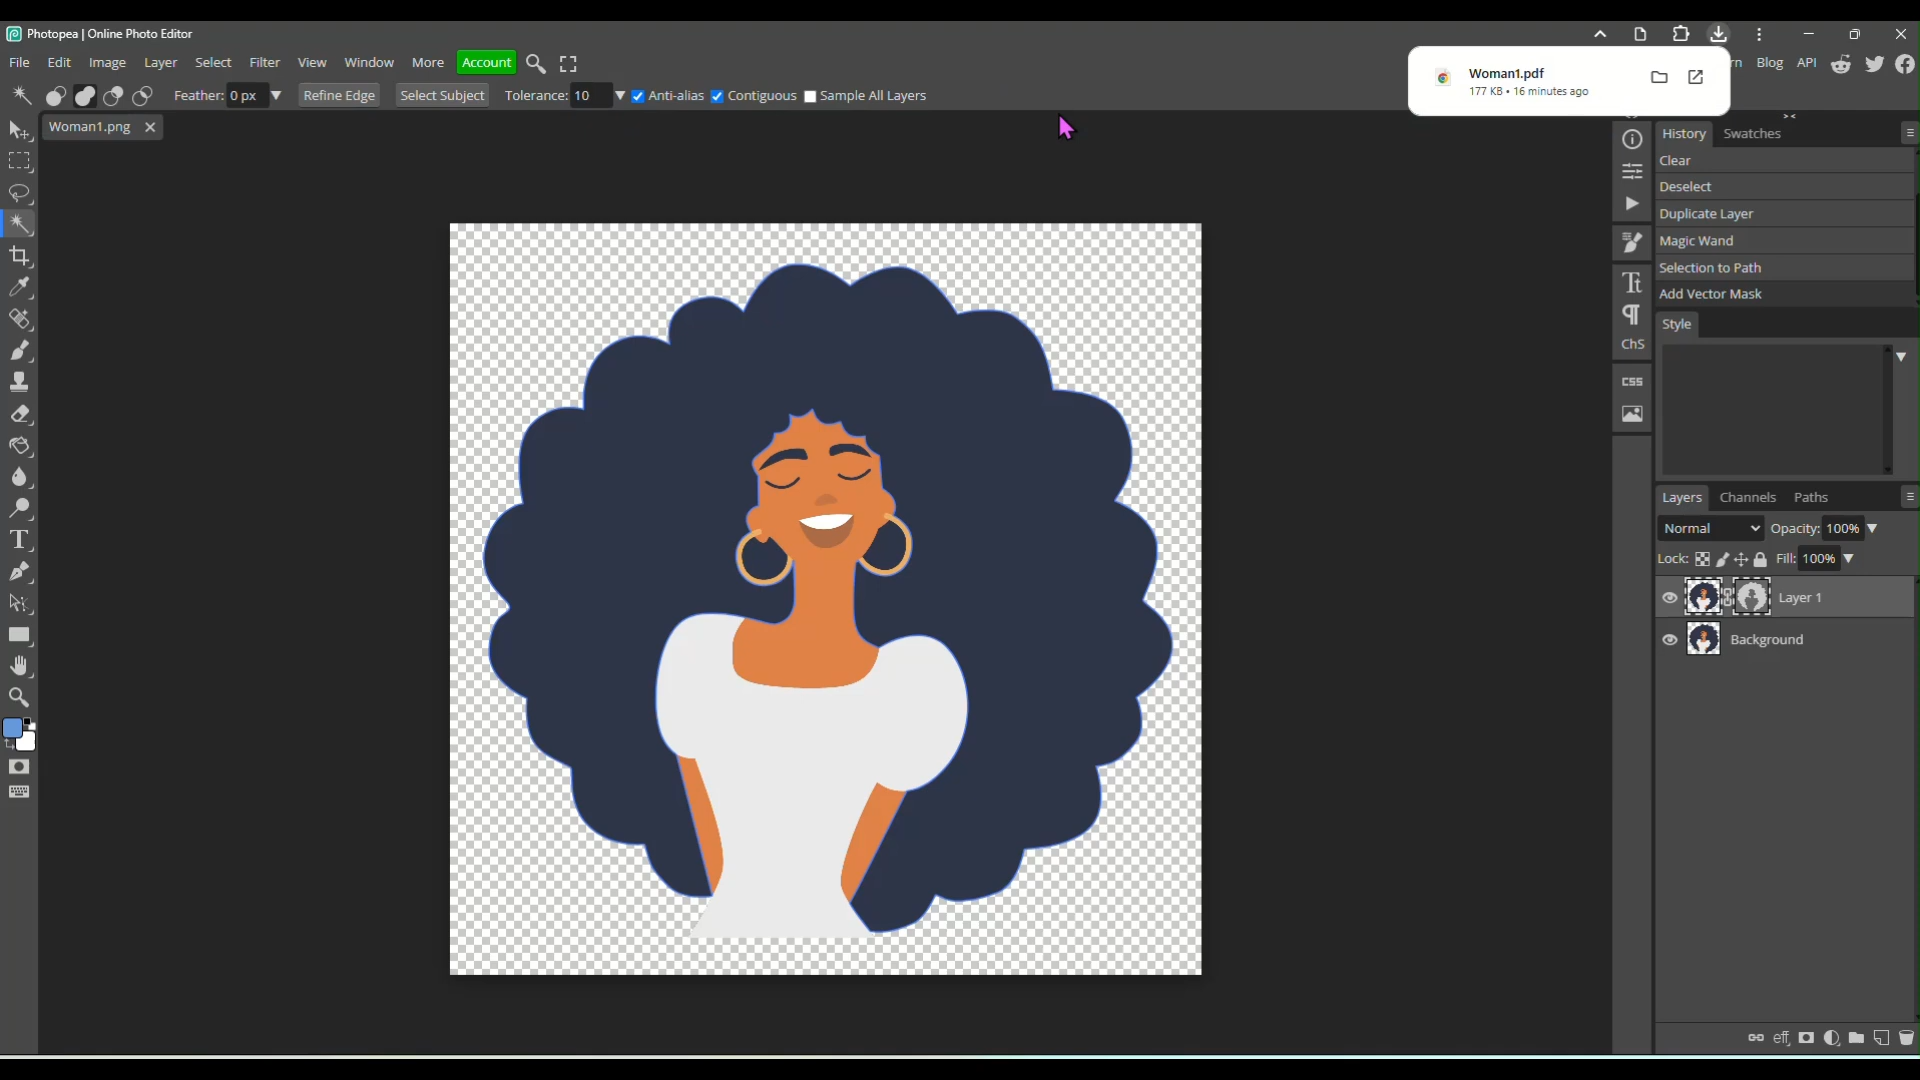 Photopea | Online Photo Editor
File Edit Image Layer Select Filter View Window More Account
Blog API
Woman1.pdf
177 KB • 16 minutes ago
Feather: 0 px Refine Edge Select Subject Tolerance: 10 Anti-alias Contiguous Sample All Layers
Woman1.png
History Swatches
Clear
Deselect
Duplicate Layer
Magic Wand
Selection to Path
Add Vector Mask
Style
ChS
CSS
Layers Channels Paths
Normal Opacity: 100%
Lock: Fill: 100%
Layer 1
Background
eff